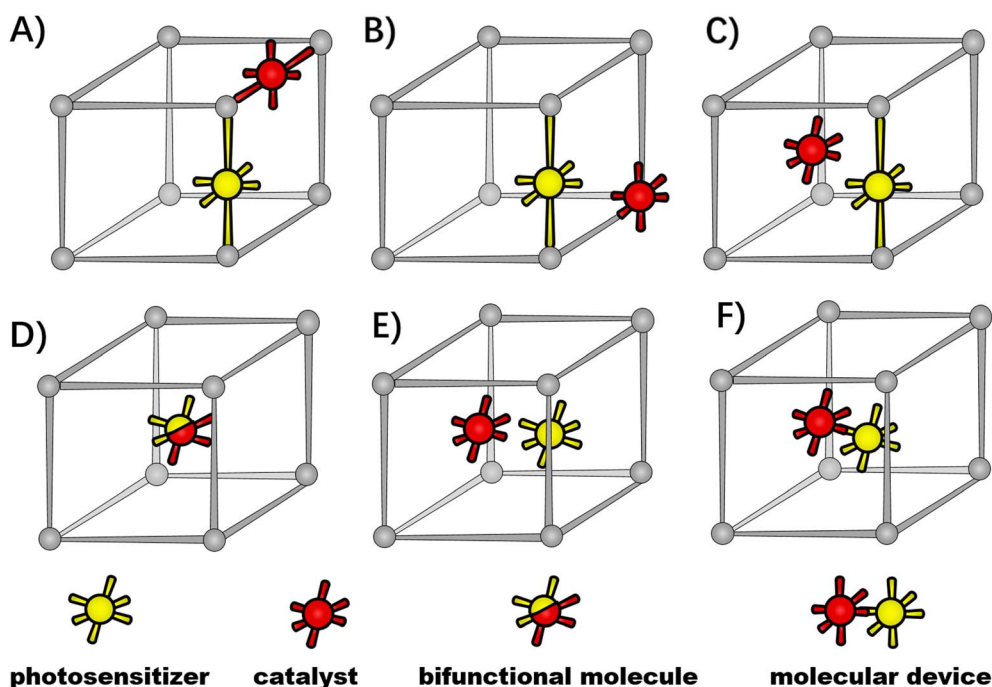 A) B) C)
D) E) F)
photosensitizer catalyst bifunctional molecule molecular device